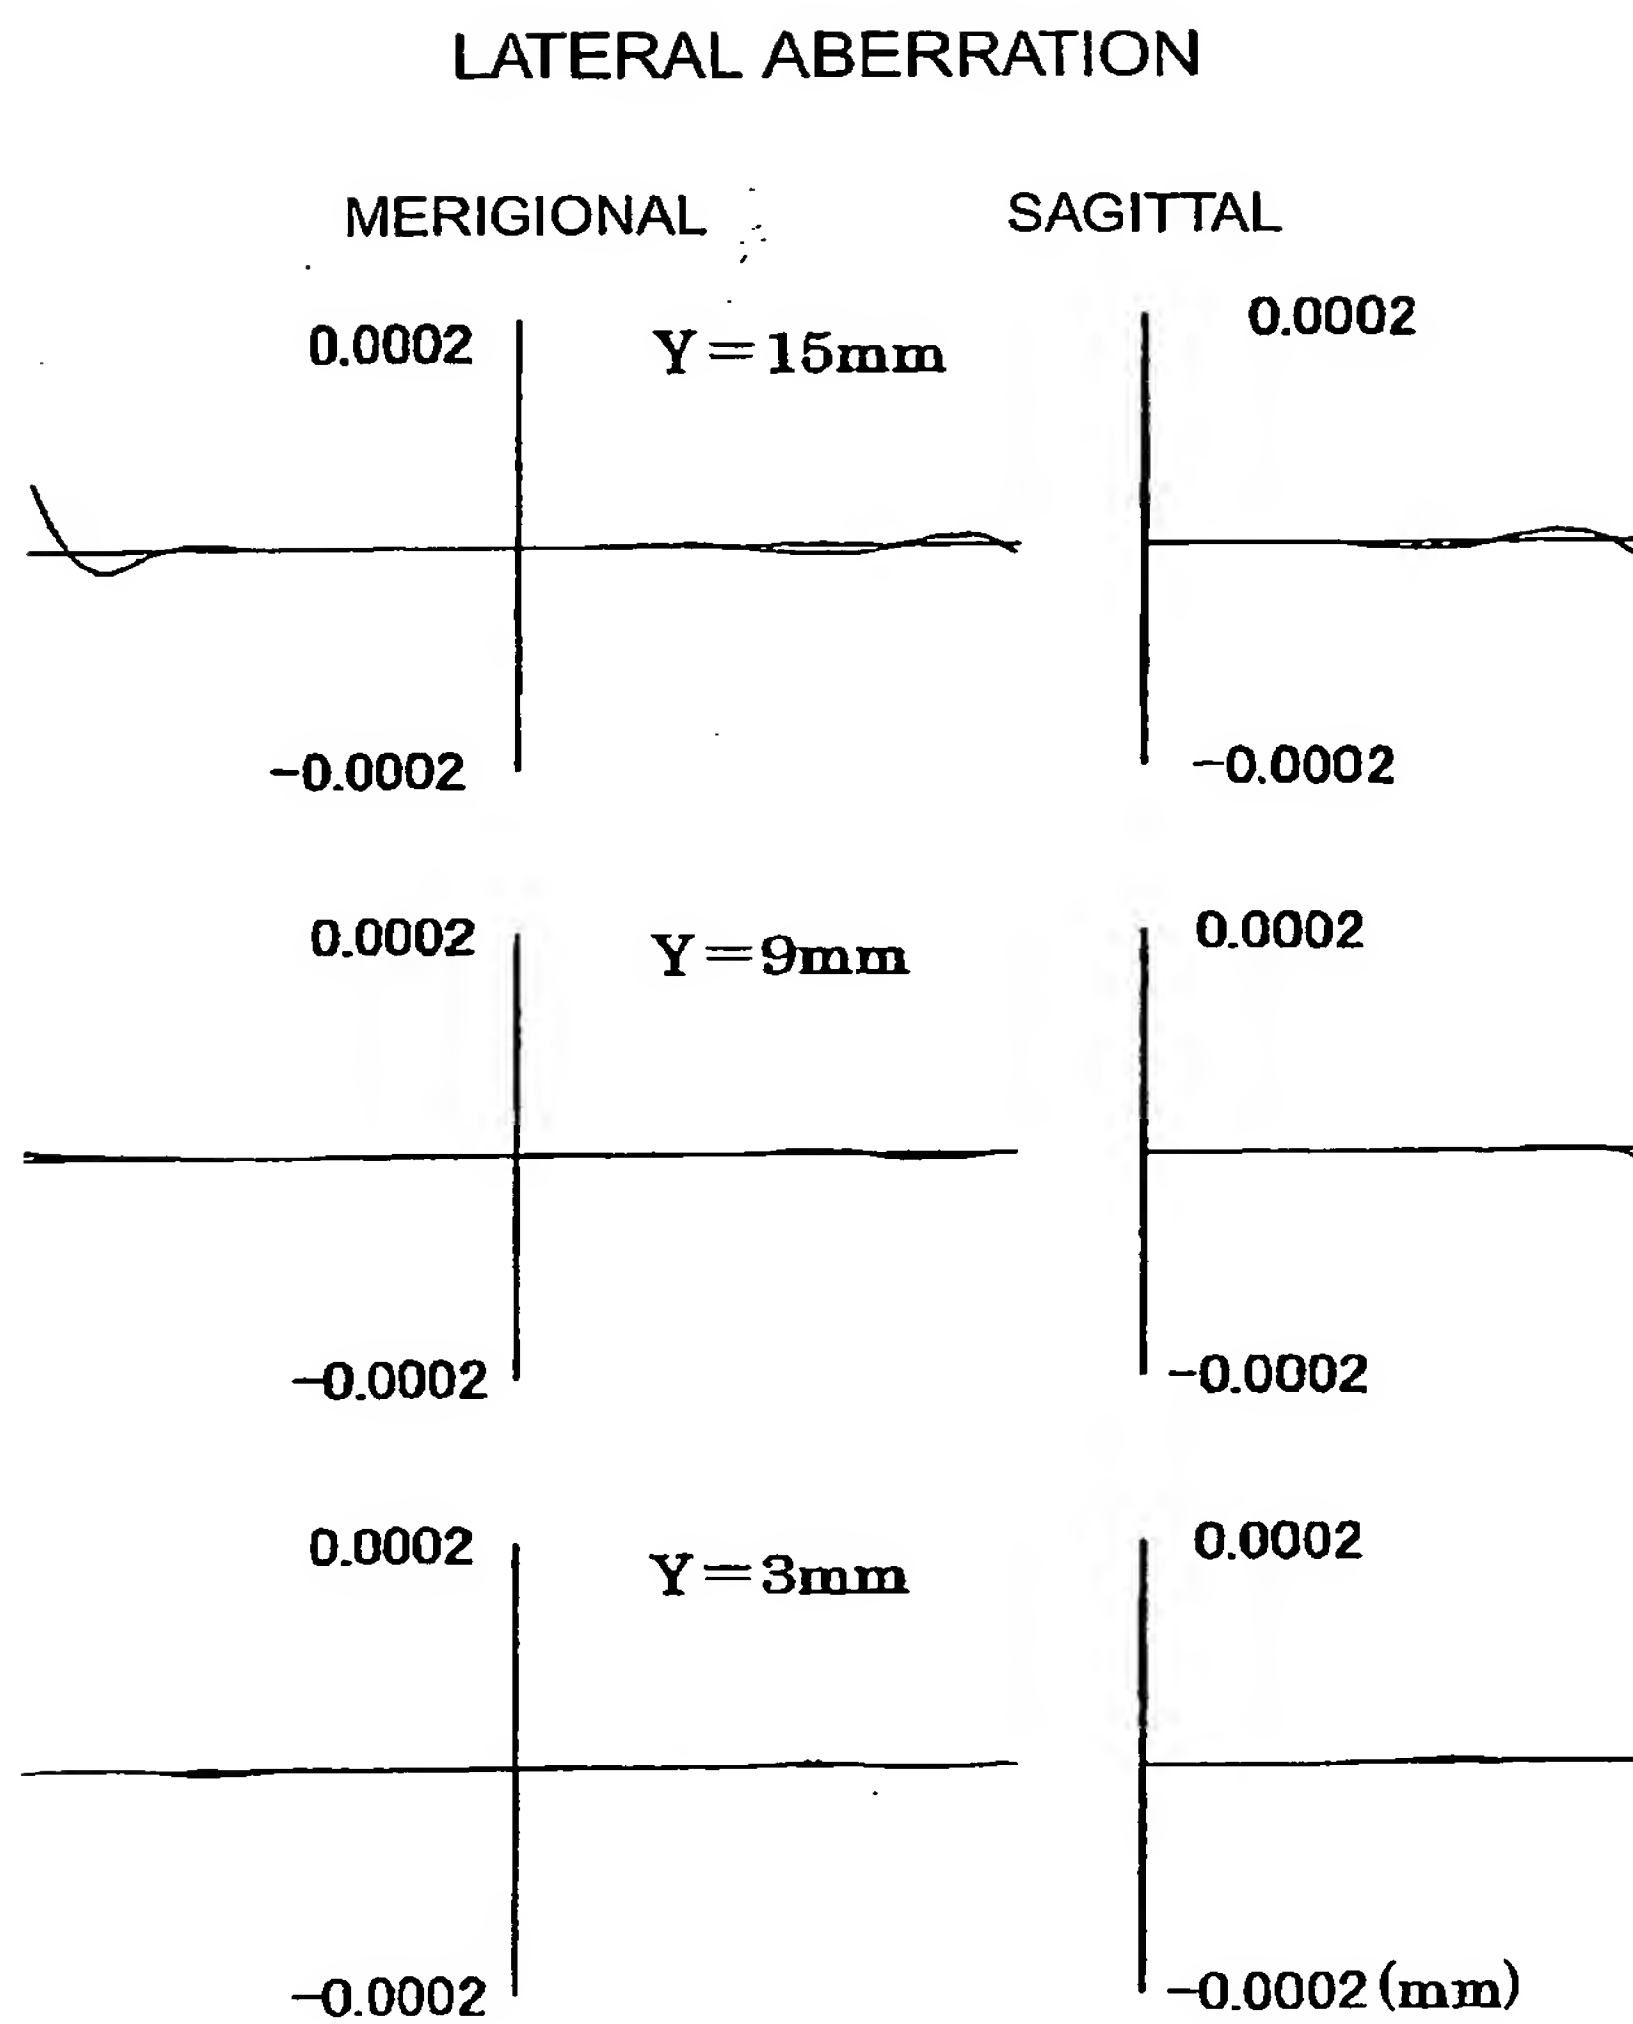 LATERAL ABERRATION
MERIGIONAL SAGITTAL
0.0002 Y=15mm 0.0002
-0.0002 -0.0002
0.0002 Y=9mm 0.0002
-0.0002 -0.0002
0.0002 Y=3mm 0.0002
-0.0002 -0.0002 (mm)